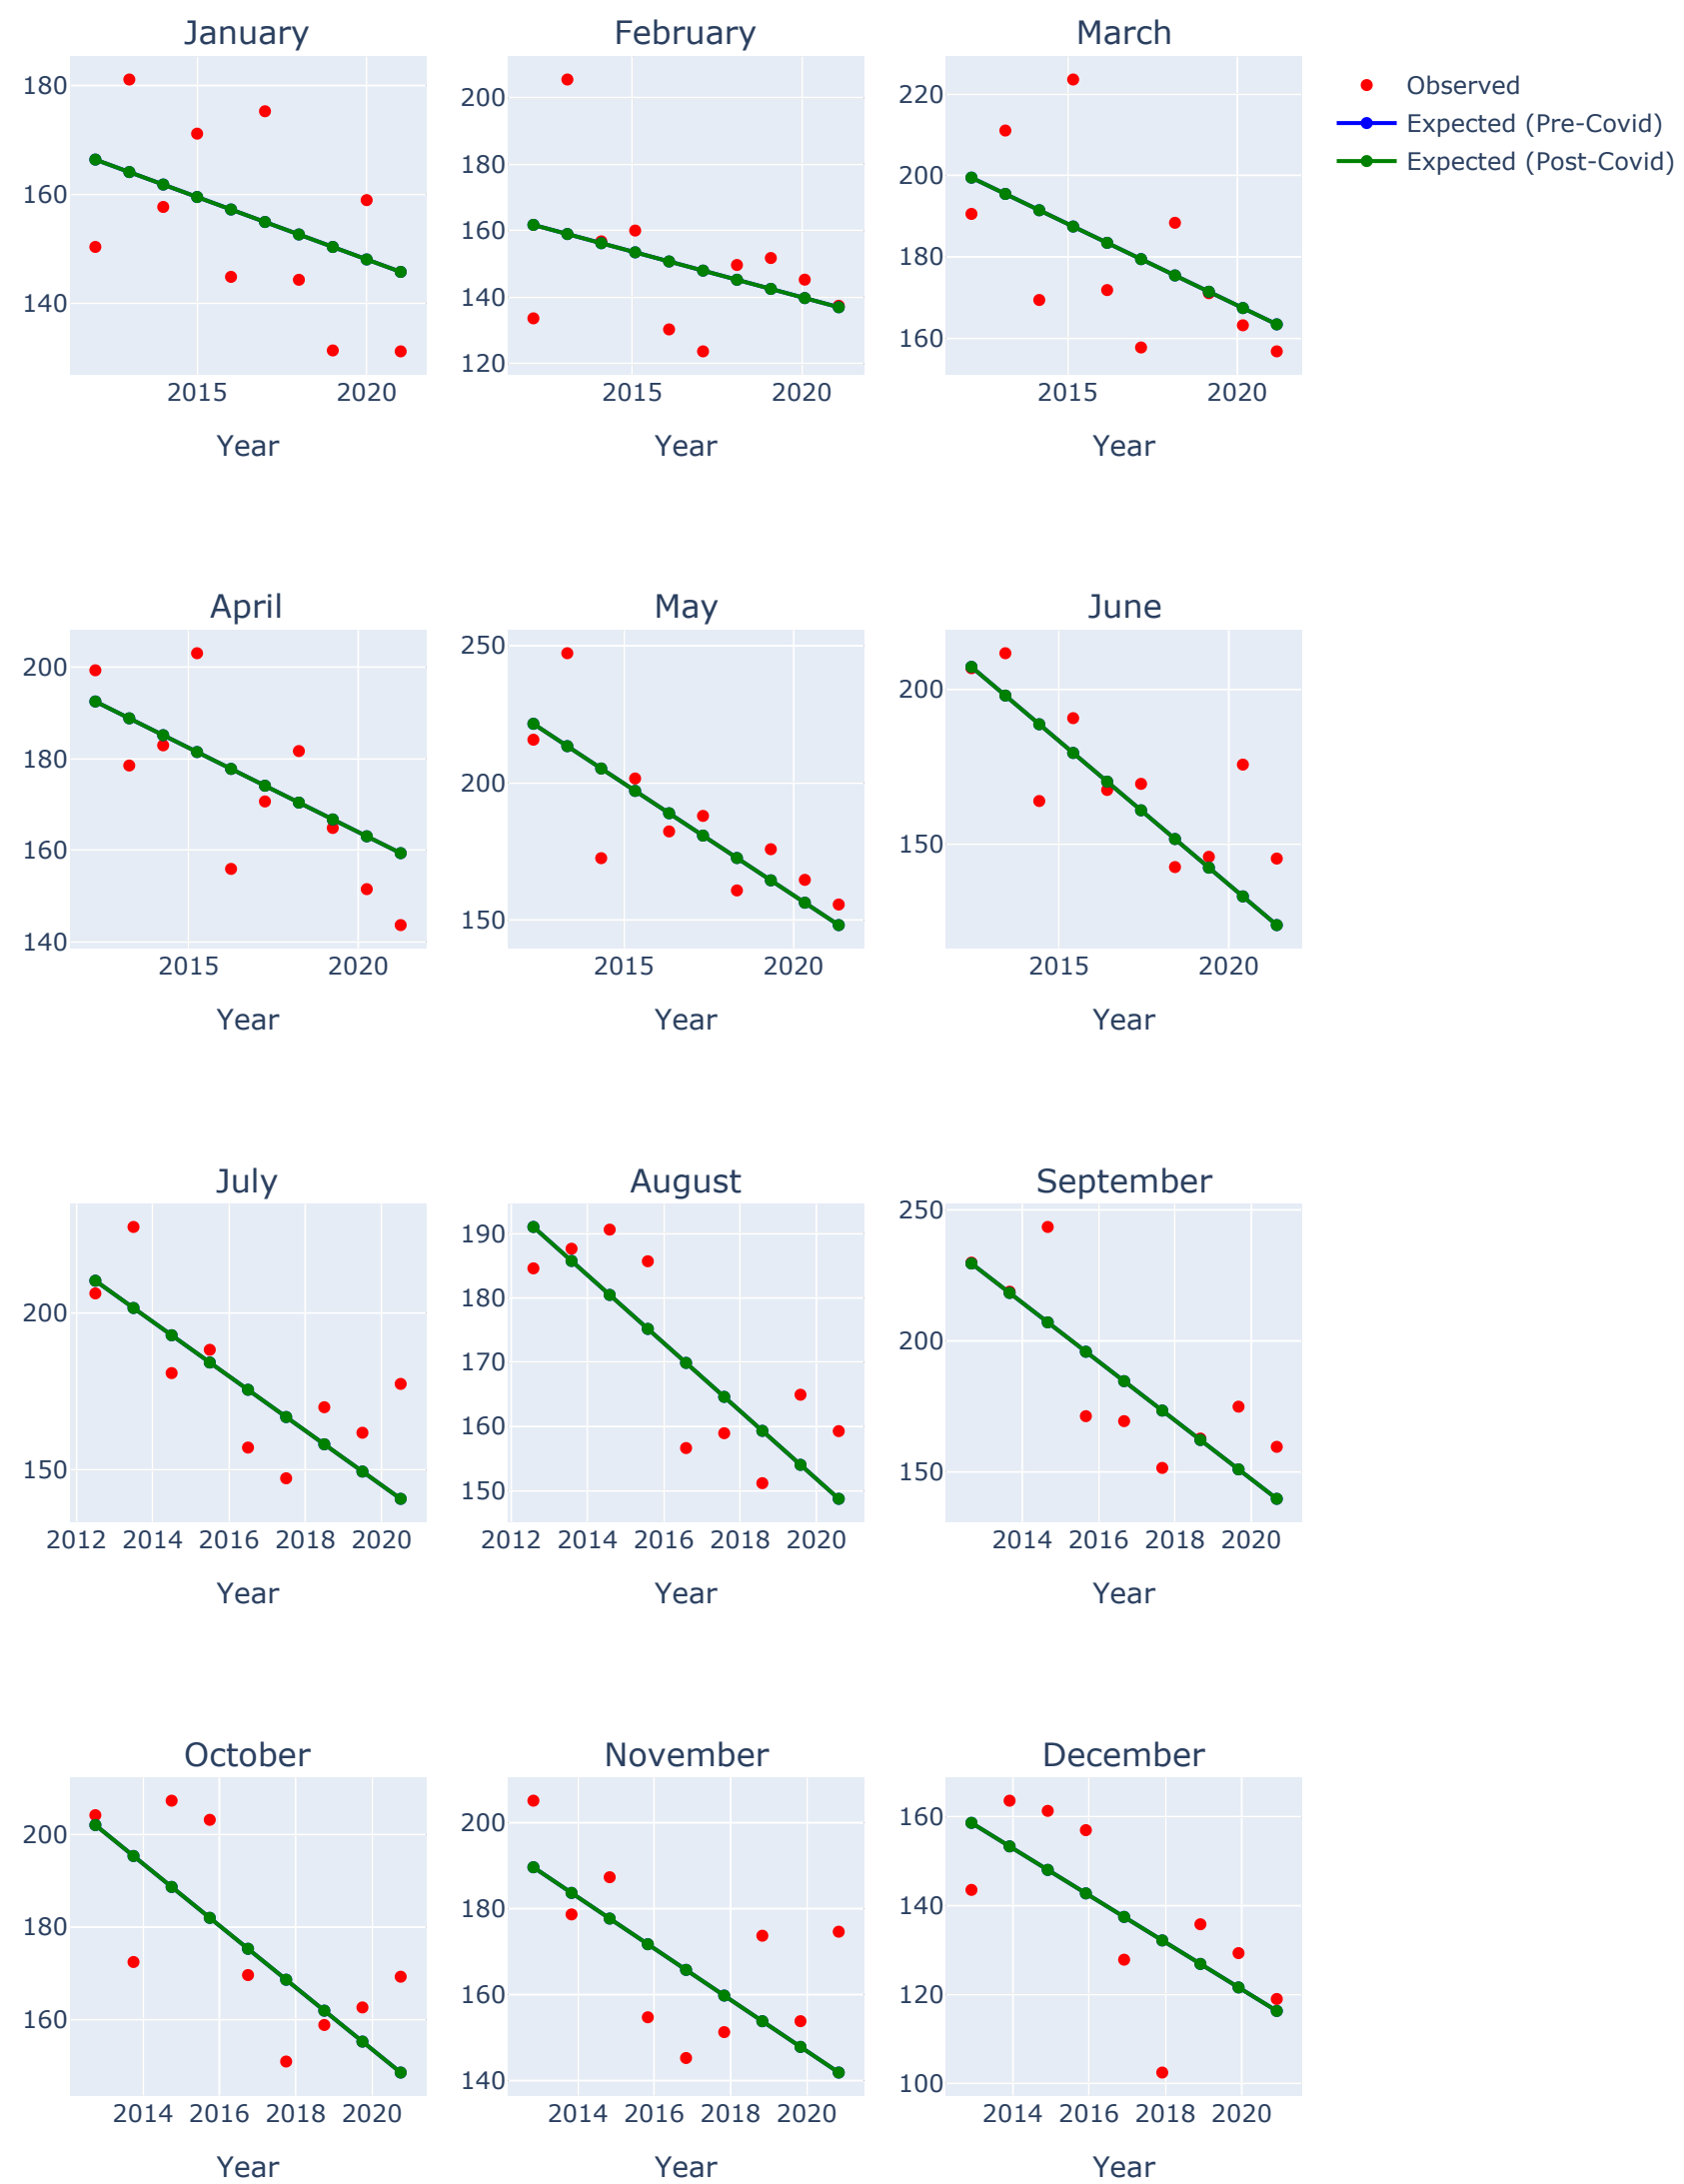 January
February
March
180
160
140
2015
2020
Year
200
180
160
140
120
2015
2020
Year
220
200
180
160
2015
2020
Year
Observed
Expected (Pre-Covid)
Expected (Post-Covid)
April
May
June
200
180
160
140
2015
2020
Year
250
200
150
2015
2020
Year
200
150
2015
2020
Year
July
August
September
200
150
2012
2014
2016
2018
2020
Year
190
180
170
160
150
2012
2014
2016
2018
2020
Year
250
200
150
2014
2016
2018
2020
Year
October
November
December
200
180
160
2014
2016
2018
2020
Year
200
180
160
140
2014
2016
2018
2020
Year
160
140
120
100
2014
2016
2018
2020
Year